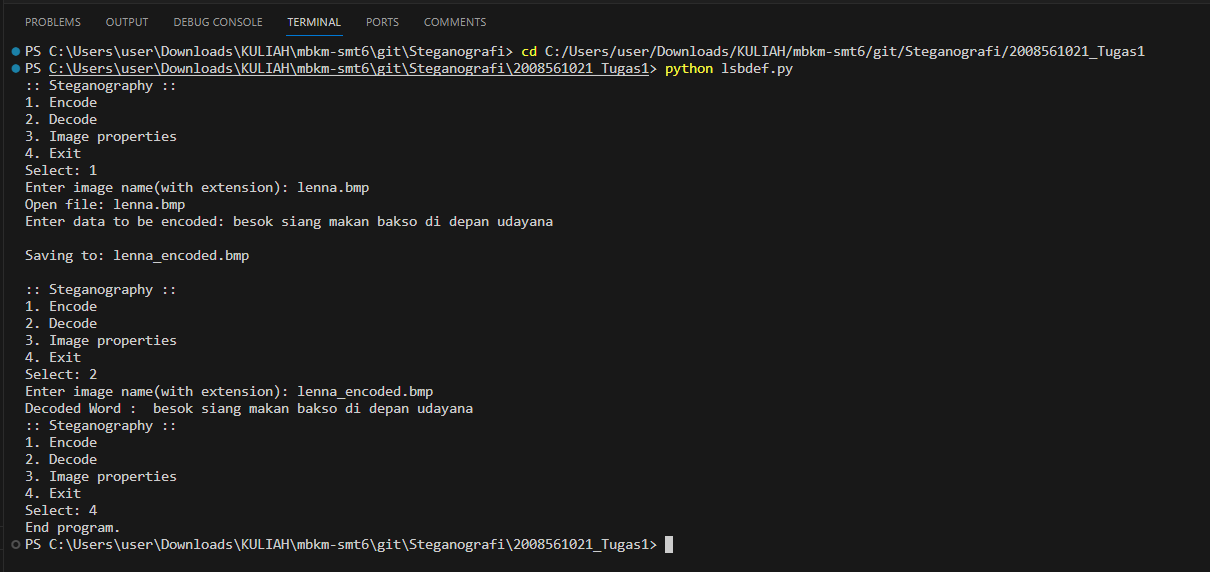 PROBLEMS OUTPUT DEBUG CONSOLE TERMINAL PORTS COMMENTS
PS C:\Users\user\Downloads\KULIAH\mbkm-smt6\git\Steganografi> cd C:/Users/user/Downloads/KULIAH/mbkm-smt6/git/Steganografi/2008561021_Tugas1
PS C:\Users\user\Downloads\KULIAH\mbkm-smt6\git\Steganografi\2008561021_Tugas1> python lsbdef.py
:: Steganography ::
1. Encode
2. Decode
3. Image properties
4. Exit
Select: 1
Enter image name(with extension): lenna.bmp
Open file: lenna.bmp
Enter data to be encoded: besok siang makan bakso di depan udayana
Saving to: lenna_encoded.bmp
:: Steganography ::
1. Encode
2. Decode
3. Image properties
4. Exit
Select: 2
Enter image name(with extension): lenna_encoded.bmp
Decoded Word :  besok siang makan bakso di depan udayana
:: Steganography ::
1. Encode
2. Decode
3. Image properties
4. Exit
Select: 4
End program.
PS C:\Users\user\Downloads\KULIAH\mbkm-smt6\git\Steganografi\2008561021_Tugas1>